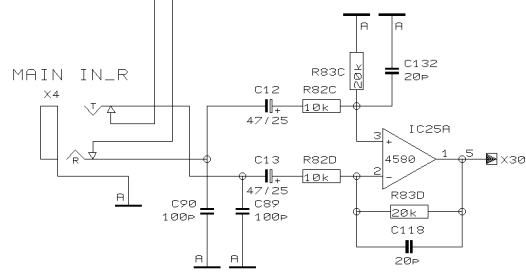 A A
R83C
20k
C132
20p
MAIN IN_R
X4
T
R
A
C12
+
47/25
R82C
10k
IC25A
3
+
4580
1
5
X30
2
−
C13
+
47/25
R82D
10k
R83D
20k
C118
20p
C90
100p
C89
100p
A A